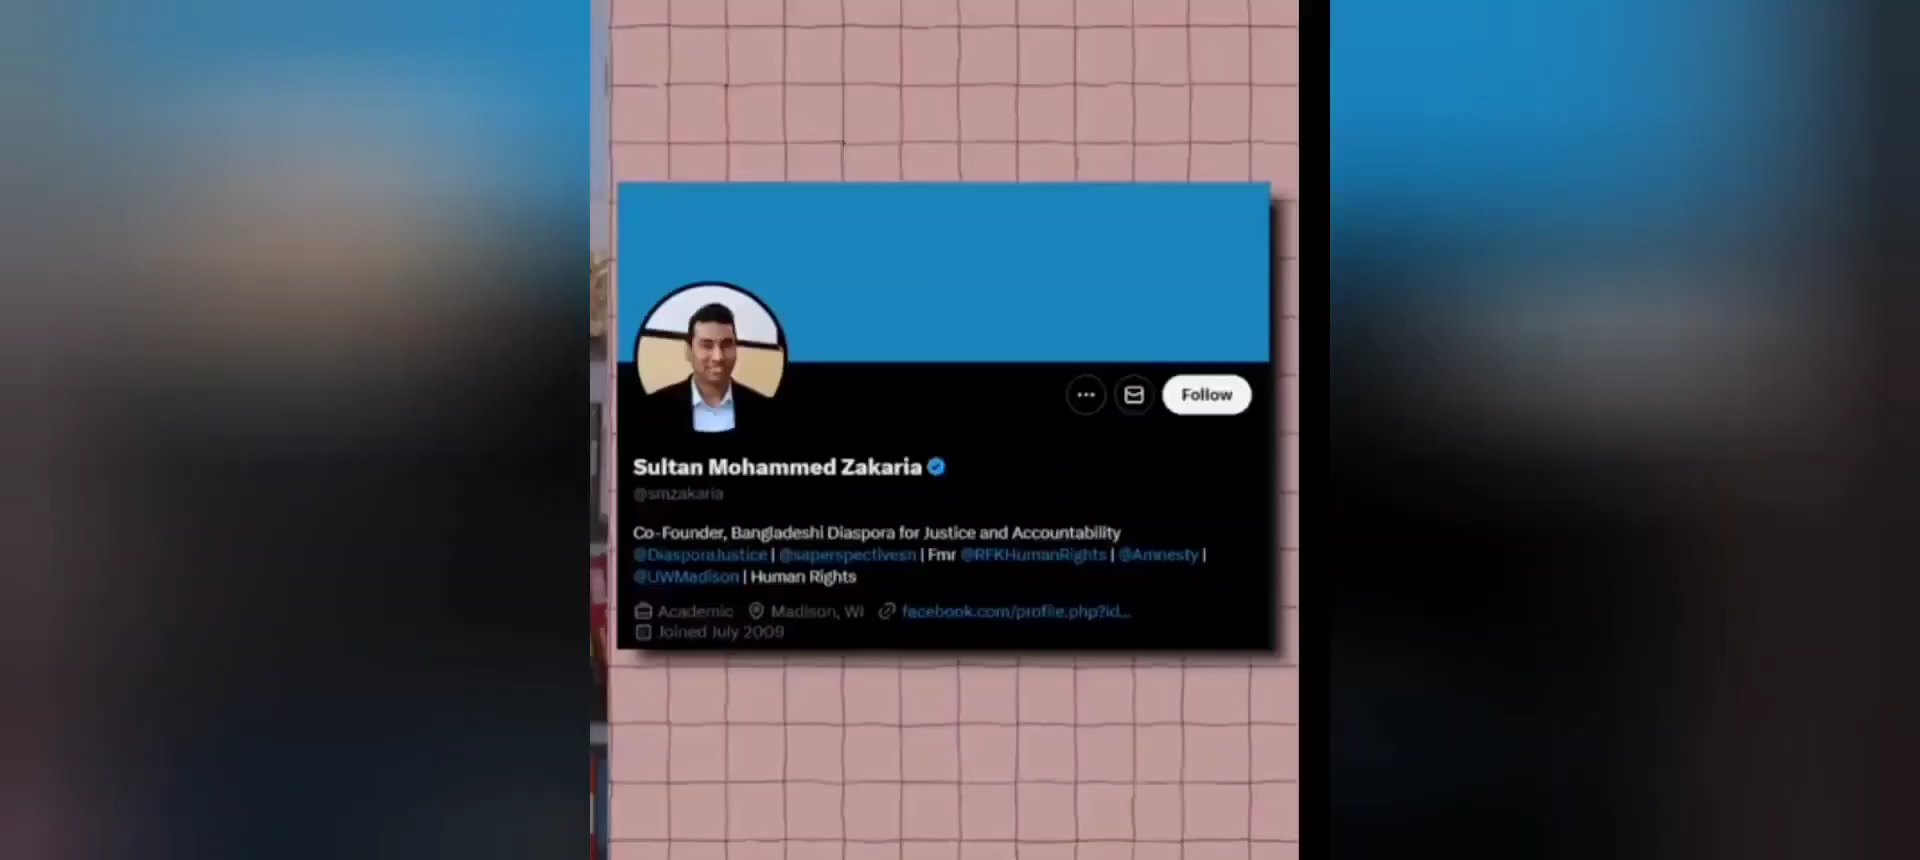 Follow
Sultan Mohammed Zakaria
@smzakaria
Co-Founder, Bangladeshi Diaspora for Justice and Accountability
@DiasporaJustice | @saperspectivesn | Fmr @RFKHumanRights | @Amnesty |
@UWMadison | Human Rights
Academic Madison, WI facebook.com/profile.php?id...
Joined July 2009